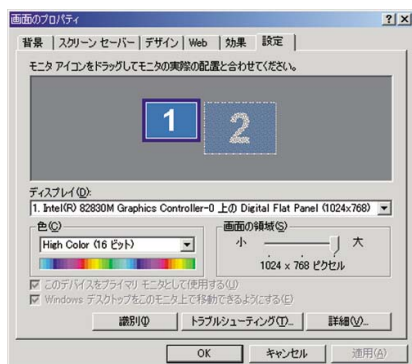 画面のプロパティ
背景 スクリーン セーバー デザイン Web 効果 設定
モニタ アイコンをドラッグしてモニタの実際の配置と合わせてください。
1 2
ディスプレイ(D):
1. Intel(R) 82830M Graphics Controller-0 上の Digital Flat Panel (1024x768)
色(C) 画面の領域(S)
High Color (16 ビット) 小 大
1024 x 768 ピクセル
このデバイスをプライマリ モニタとして使用する(U)
Windows デスクトップをこのモニタ上で移動できるようにする(E)
識別(I) トラブルシューティング(T)... 詳細(V)...
OK キャンセル 適用(A)